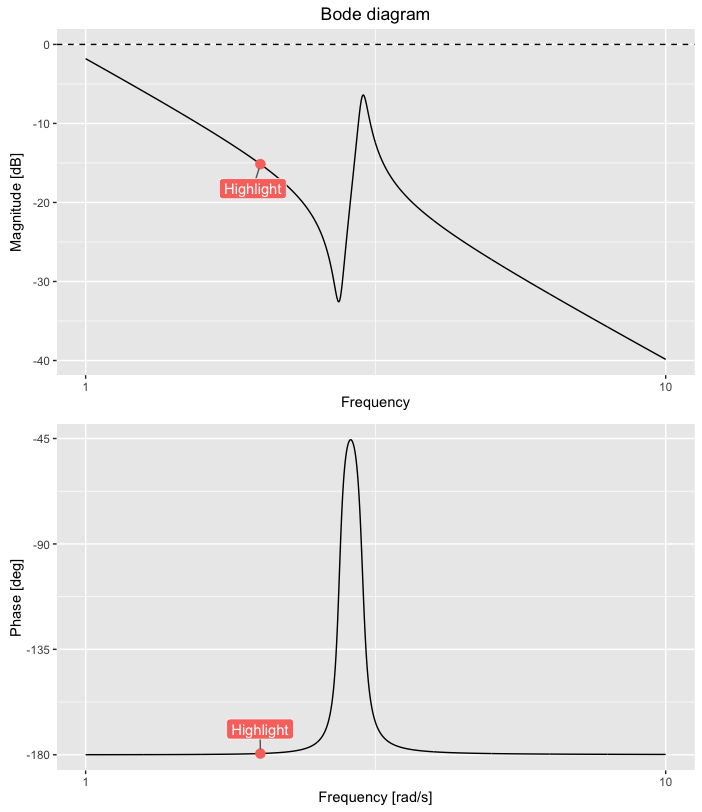 Bode diagram
0
-10
-20
-30
-40
Magnitude [dB]
Highlight
1
10
Frequency
-45
-90
-135
-180
Phase [deg]
Highlight
1
10
Frequency [rad/s]